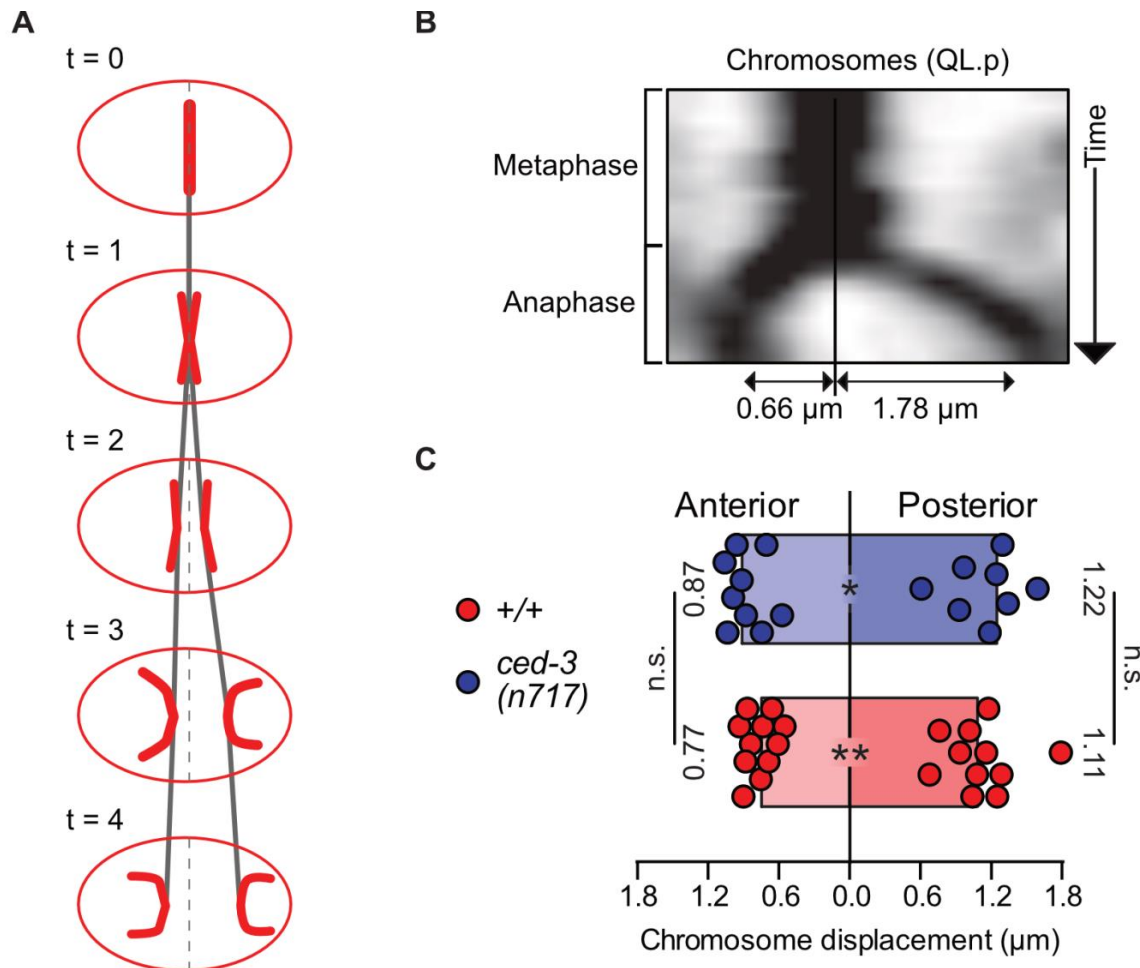 A
t = 0
t = 1
t = 2
t = 3
t = 4
B
Chromosomes (QL.p)
Metaphase
Anaphase
Time
0.66 µm 1.78 µm
C
Anterior Posterior
+/+
ced-3
(n717)
n.s.
0.87
0.77
*
**
1.22
1.11
n.s.
1.8 1.2 0.6 0.0 0.6 1.2 1.8
Chromosome displacement (µm)